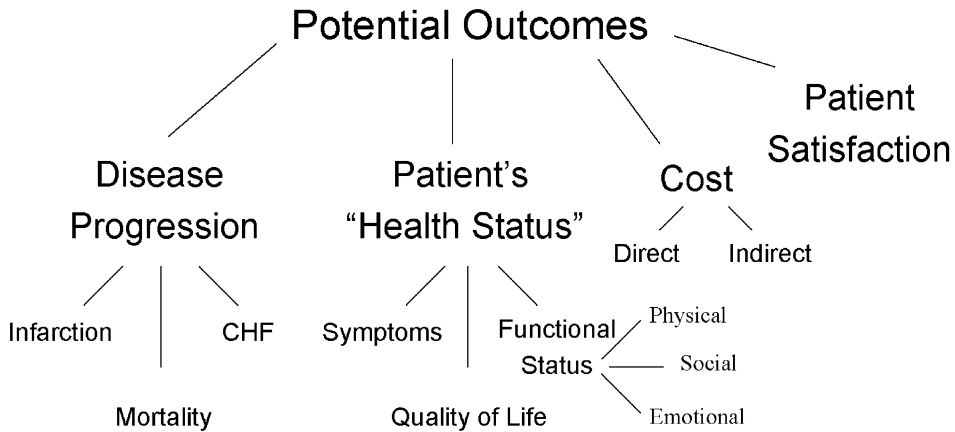 Potential Outcomes
Patient
Satisfaction
Disease
Progression
Patient’s
“Health Status”
Cost
Direct
Indirect
Infarction
CHF
Mortality
Symptoms
Quality of Life
Functional
Status
Physical
Social
Emotional